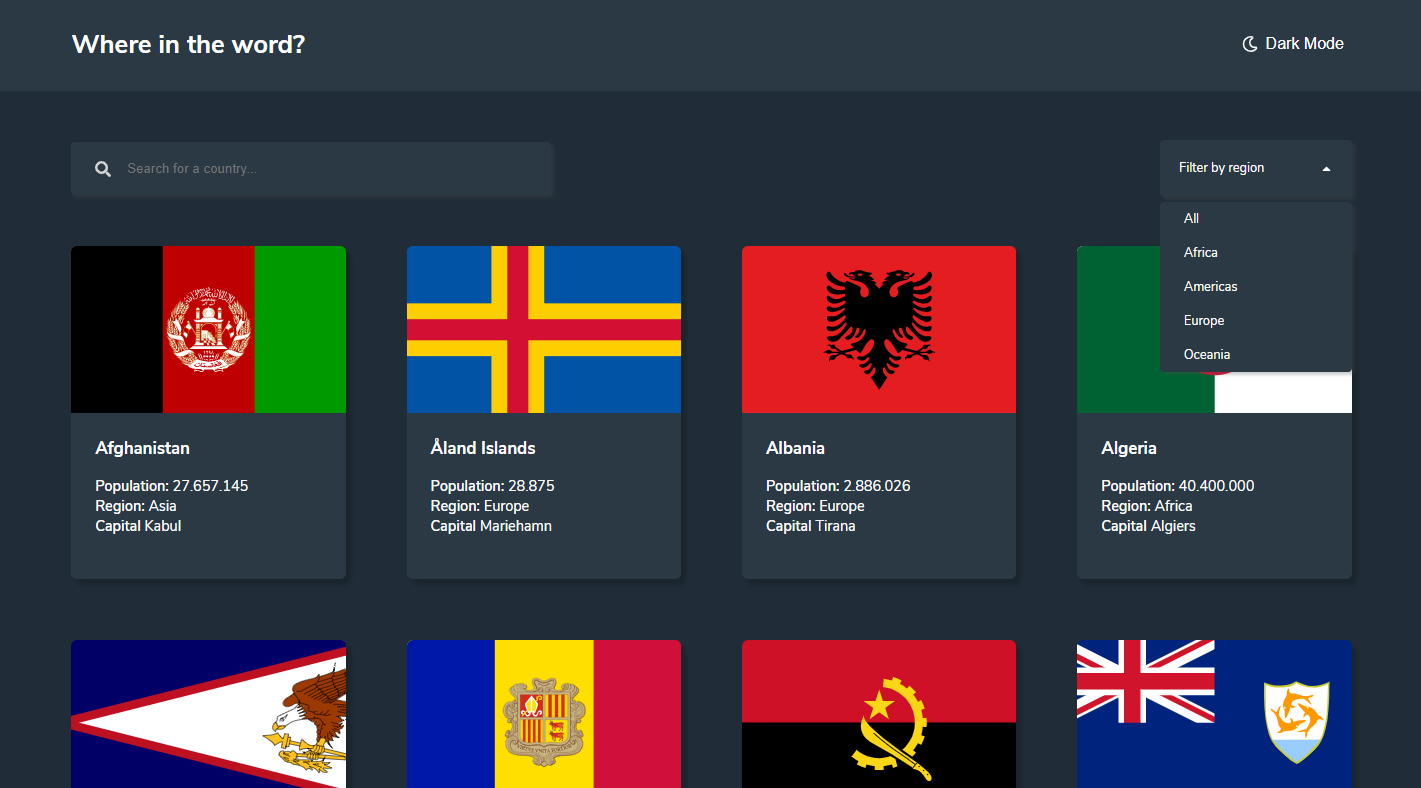 Where in the word?
Dark Mode
Search for a country...
Filter by region
All
Africa
Americas
Europe
Oceania
Afghanistan
Population: 27.657.145
Region: Asia
Capital Kabul
Åland Islands
Population: 28.875
Region: Europe
Capital Mariehamn
Albania
Population: 2.886.026
Region: Europe
Capital Tirana
Algeria
Population: 40.400.000
Region: Africa
Capital Algiers